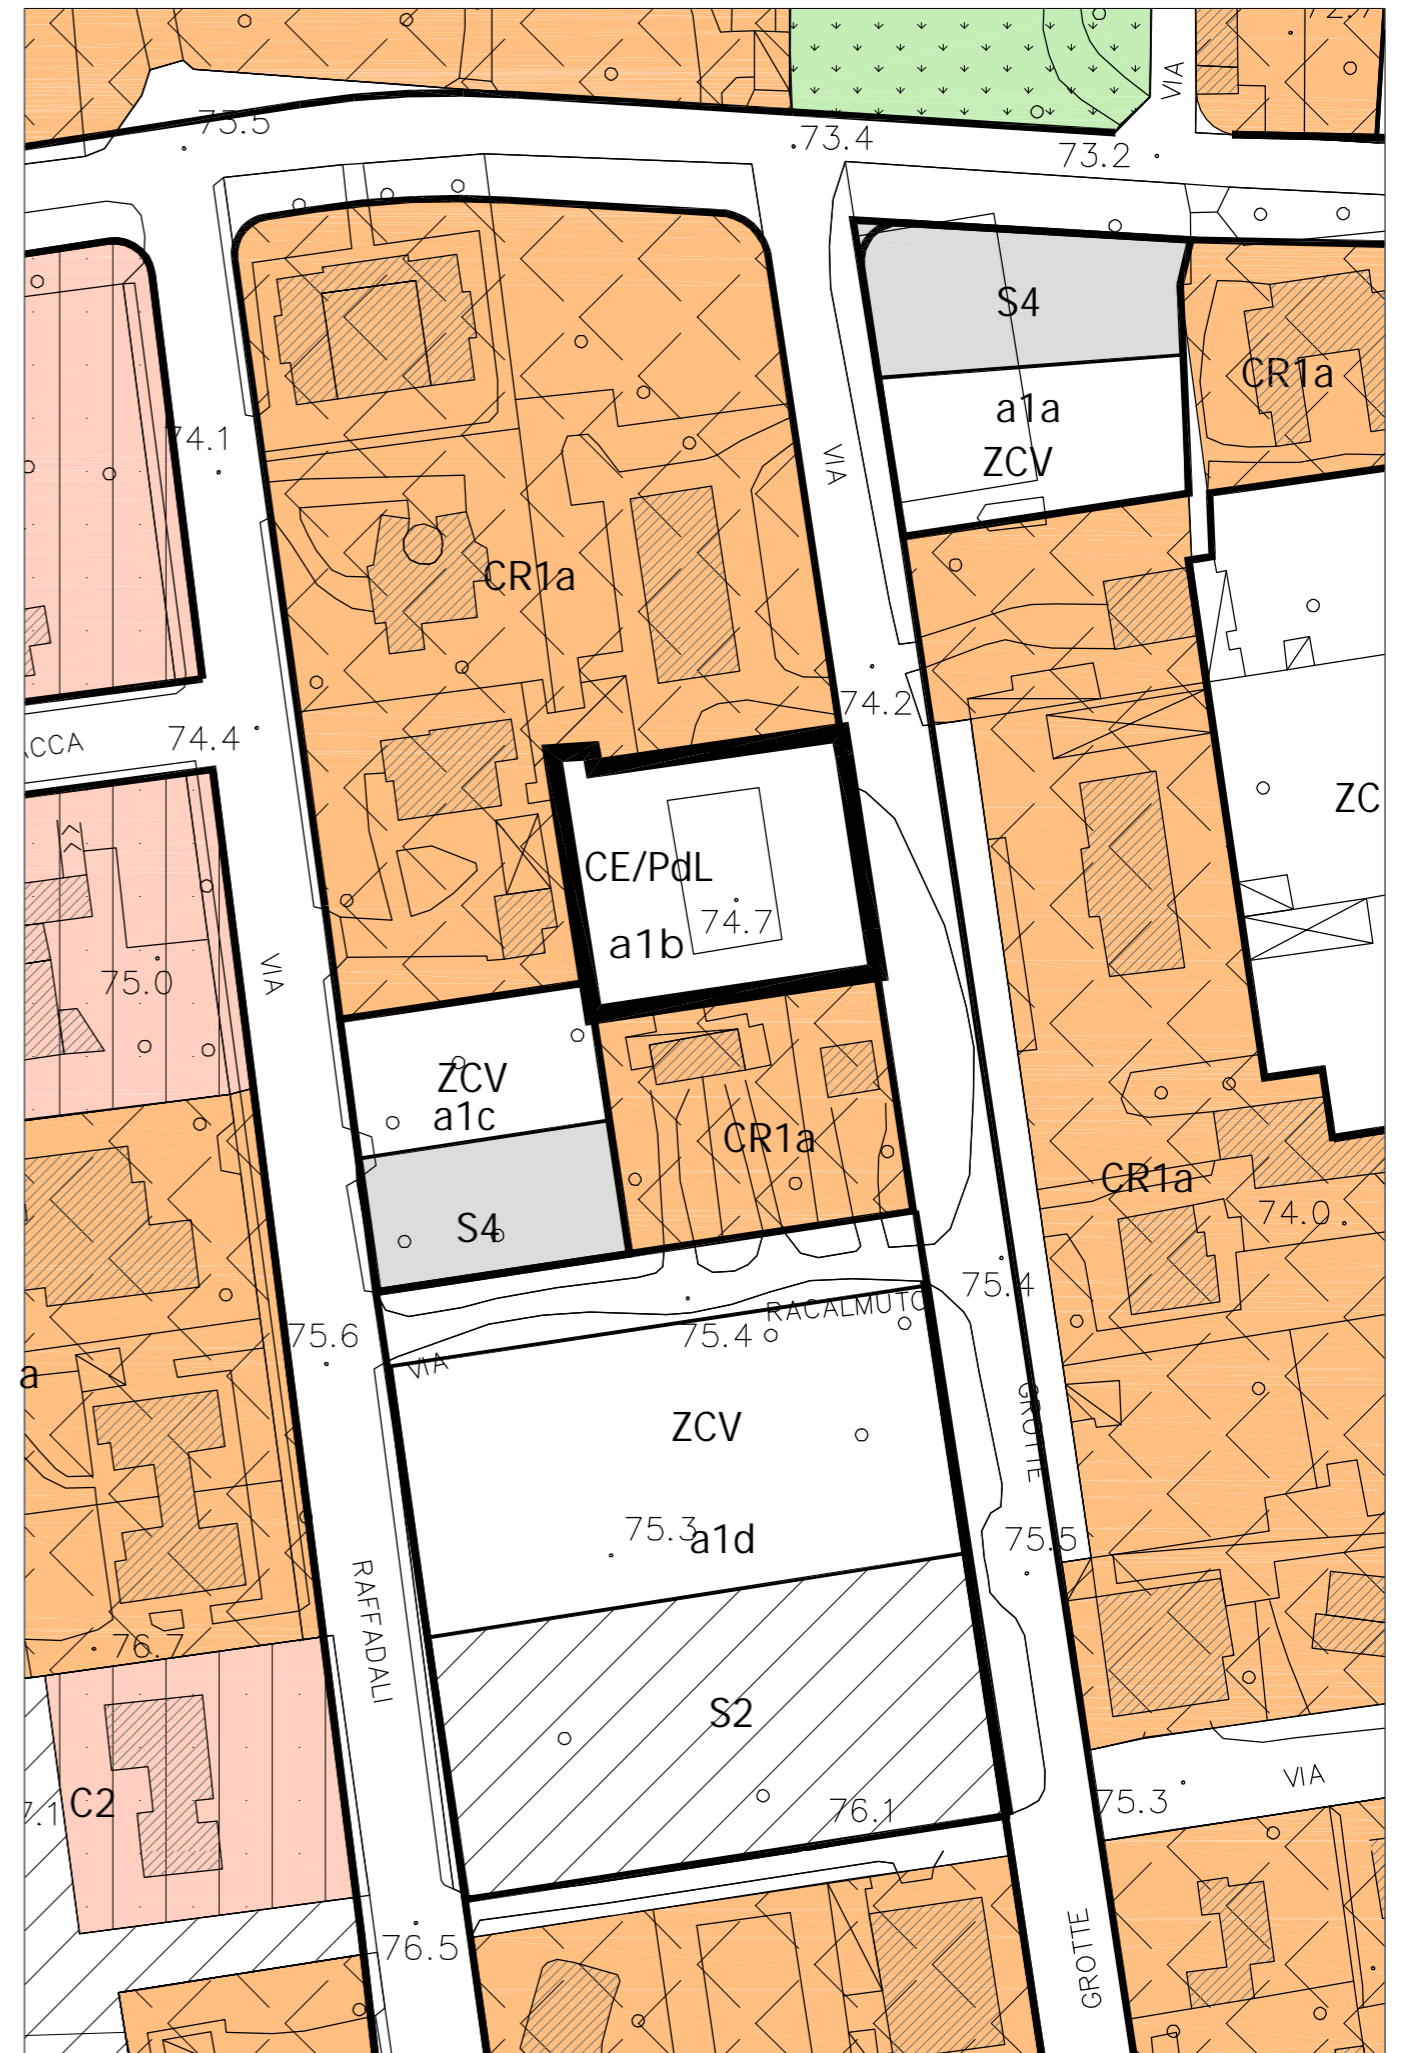 73.5
73.4
73.2
VIA
S4
CR1a
a1a
ZCV
VIA
74.1
CR1a
74.2
74.4
ZC
CE/PdL
74.7
a1b
VIA
75.0
ZCV
a1c
CR1a
CR1a
S4
74.0
75.4
RACALMUTO
75.6
75.4
VIA
a
GROTTE
ZCV
75.3
a1d
75.5
RAFFADALI
76.7
S2
VIA
C2
76.1
75.3
GROTTE
76.5